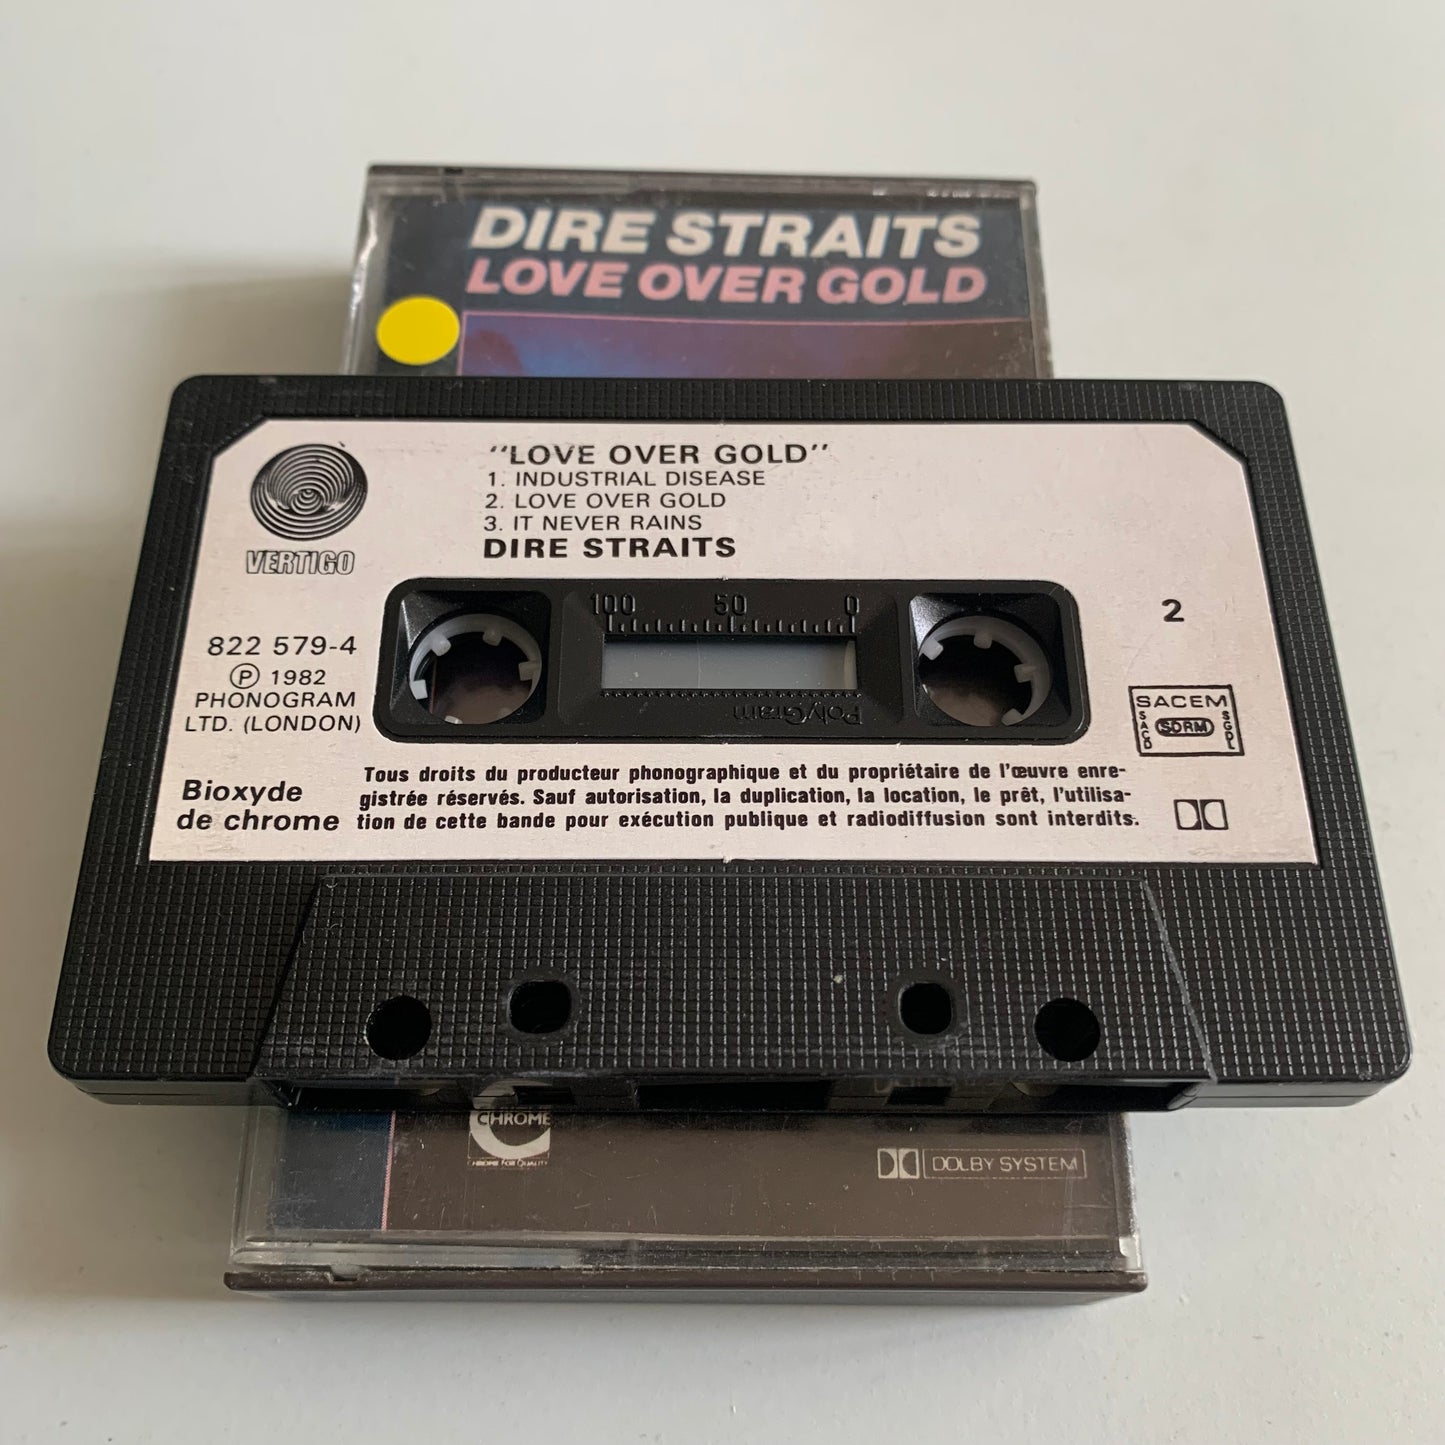 DIRE STRAITS
LOVE OVER GOLD
"LOVE OVER GOLD"
1. INDUSTRIAL DISEASE
2. LOVE OVER GOLD
3. IT NEVER RAINS
DIRE STRAITS
VERTIGO
100 50 0
PolyGram
2
822 579-4
Ⓟ 1982
PHONOGRAM
LTD. (LONDON)
SACEM
SACD SDRM SGDL
Bioxyde
de chrome
Tous droits du producteur phonographique et du propriétaire de l'œuvre enre-
gistrée réservés. Sauf autorisation, la duplication, la location, le prêt, l'utilisa-
tion de cette bande pour exécution publique et radiodiffusion sont interdits.
CHROME
CHROME FOR QUALITY
DOLBY SYSTEM